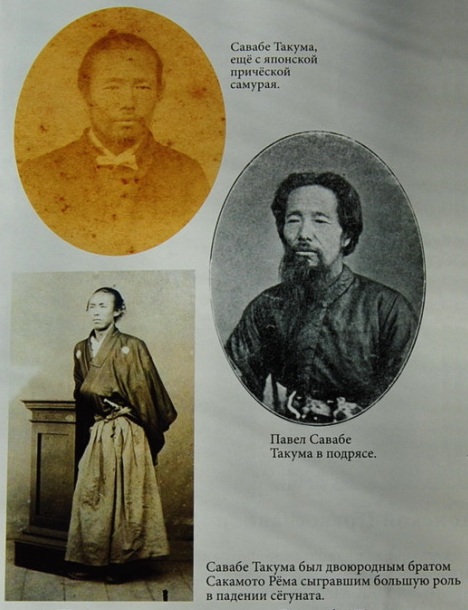 Савабе Такума,
ещё с японской
причёской
самурая.
Павел Савабе
Такума в подрясе.
Савабе Такума был двоюродным братом
Сакамото Рёма сыгравшим большую роль
в падении сёгуната.